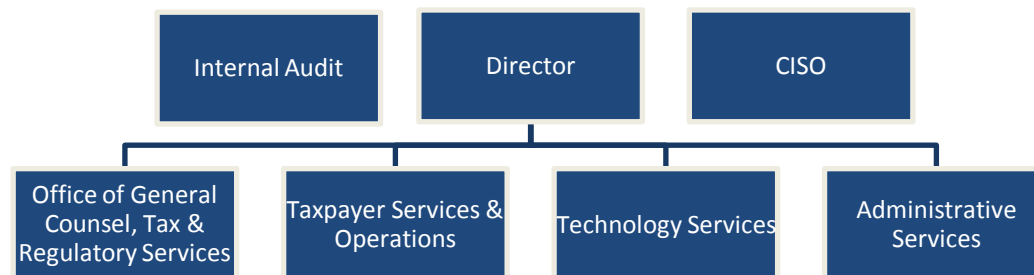 Internal Audit
Director
CISO
Office of General
Counsel, Tax &
Regulatory Services
Taxpayer Services &
Operations
Technology Services
Administrative
Services